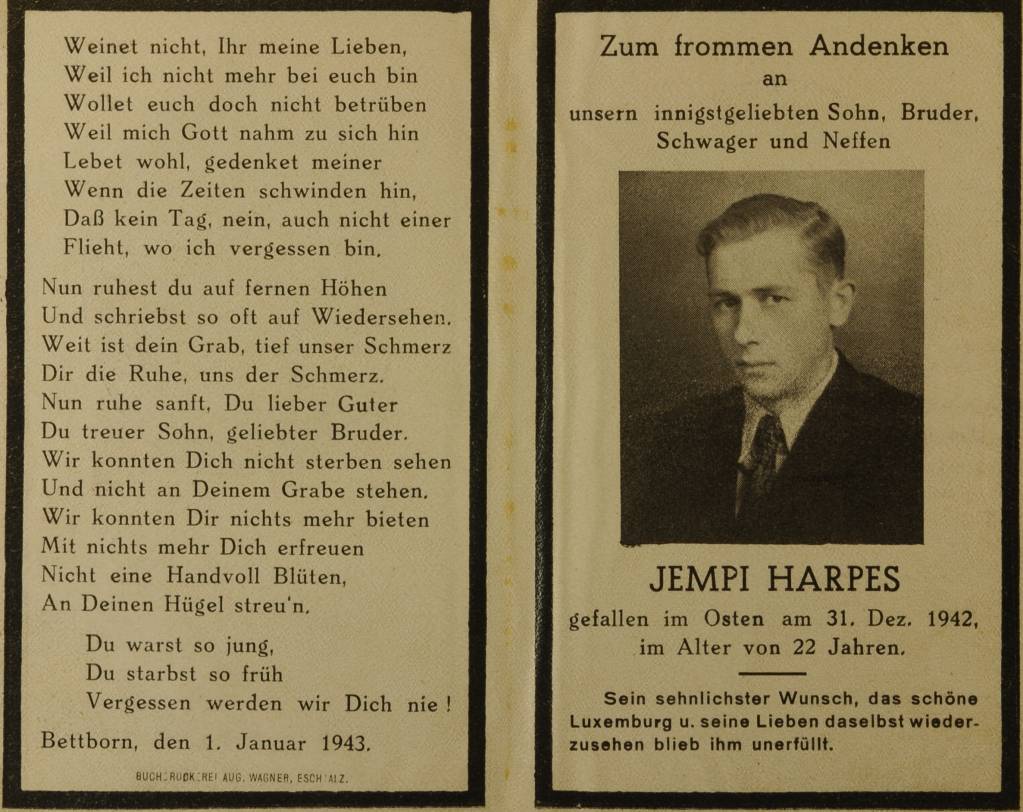 Weinet nicht, Ihr meine Lieben,
Weil ich nicht mehr bei euch bin
Wollet euch doch nicht betrüben
Weil mich Gott nahm zu sich hin
Lebet wohl, gedenket meiner
Wenn die Zeiten schwinden hin,
Daß kein Tag, nein, auch nicht einer
Flieht, wo ich vergessen bin.
Nun ruhest du auf fernen Höhen
Und schriebst so oft auf Wiedersehen.
Weit ist dein Grab, tief unser Schmerz
Dir die Ruhe, uns der Schmerz.
Nun ruhe sanft, Du lieber Guter
Du treuer Sohn, geliebter Bruder.
Wir konnten Dich nicht sterben sehen
Und nicht an Deinem Grabe stehen.
Wir konnten Dir nichts mehr bieten
Mit nichts mehr Dich erfreuen
Nicht eine Handvoll Blüten,
An Deinen Hügel streu'n.
Du warst so jung,
Du starbst so früh
Vergessen werden wir Dich nie !
Bettborn, den 1. Januar 1943.
AUG. WAGNER,
Zum frommen Andenken
an
unsern innigstgeliebten Sohn, Bruder,
Schwager und Neffen
JEMPI HARPES
gefallen im Osten am 31. Dez. 1942,
im Alter von 22 Jahren.
Sein sehnlichster Wunsch, das schöne
Luxemburg u. seine Lieben daselbst wieder-
zusehen blieb ihm unerfüllt.